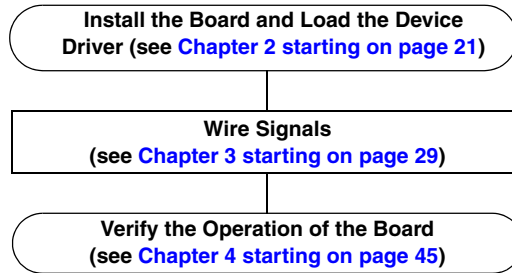 Install the Board and Load the Device
Driver (see Chapter 2 starting on page 21)
Wire Signals
(see Chapter 3 starting on page 29)
Verify the Operation of the Board
(see Chapter 4 starting on page 45)